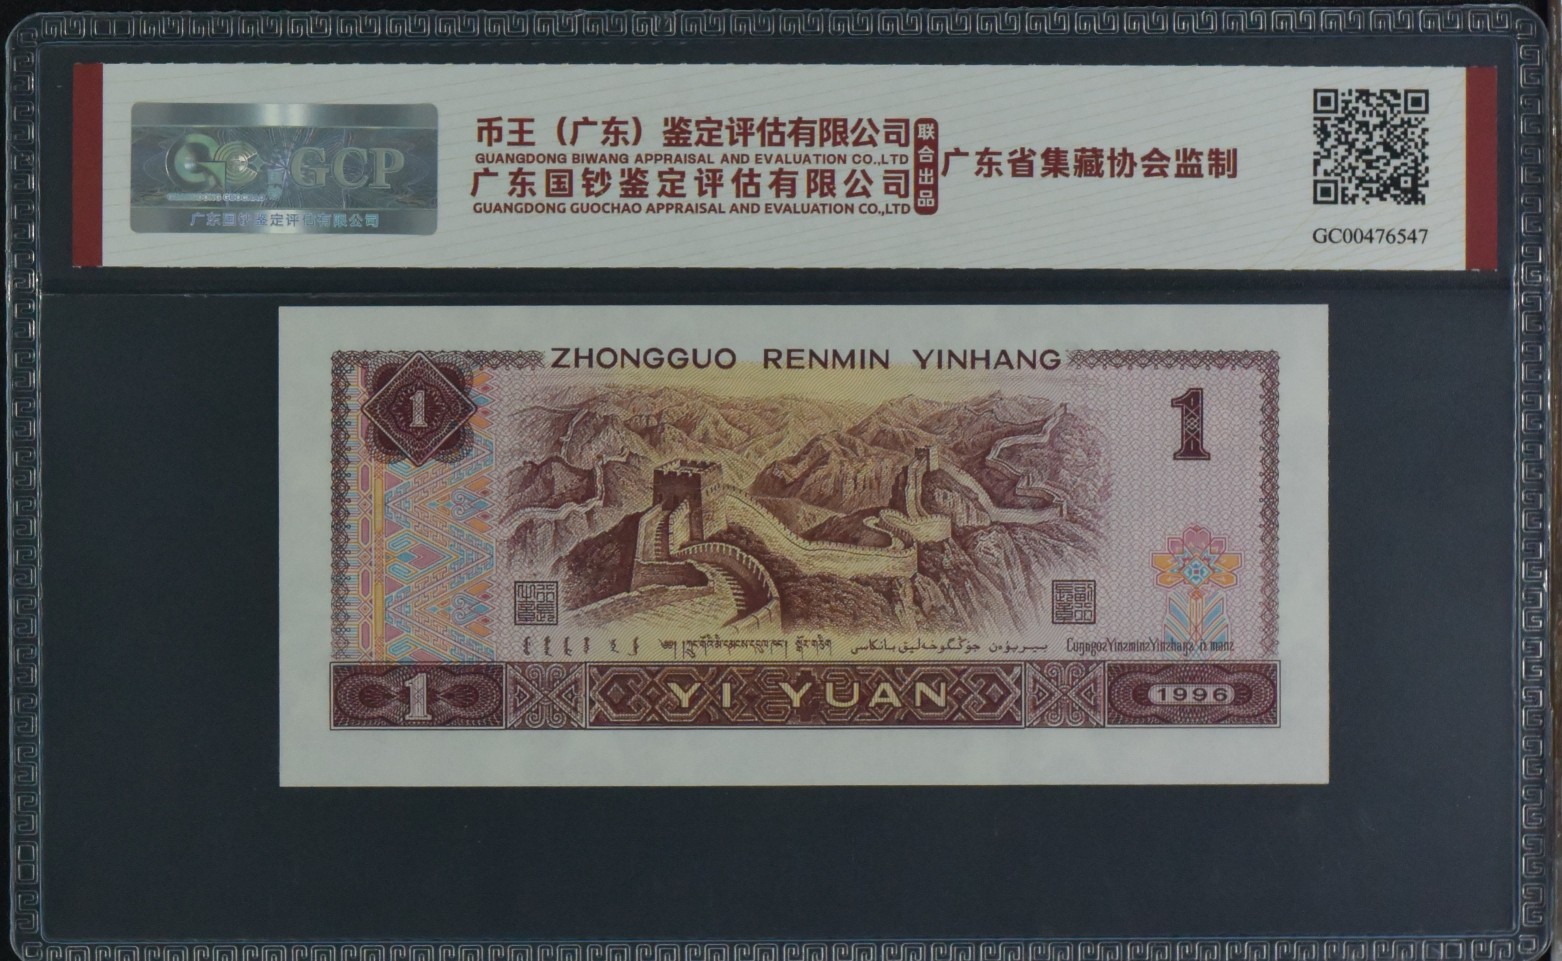 GCP
广东国钞鉴定评估有限公司
币王（广东）鉴定评估有限公司
GUANGDONG BIWANG APPRAISAL AND EVALUATION CO.,LTD
广东国钞鉴定评估有限公司
GUANGDONG GUOCHAO APPRAISAL AND EVALUATION CO.,LTD
联合出品
广东省集藏协会监制
GC00476547
ZHONGGUO RENMIN YINHANG
1
1
1
YI YUAN
1996